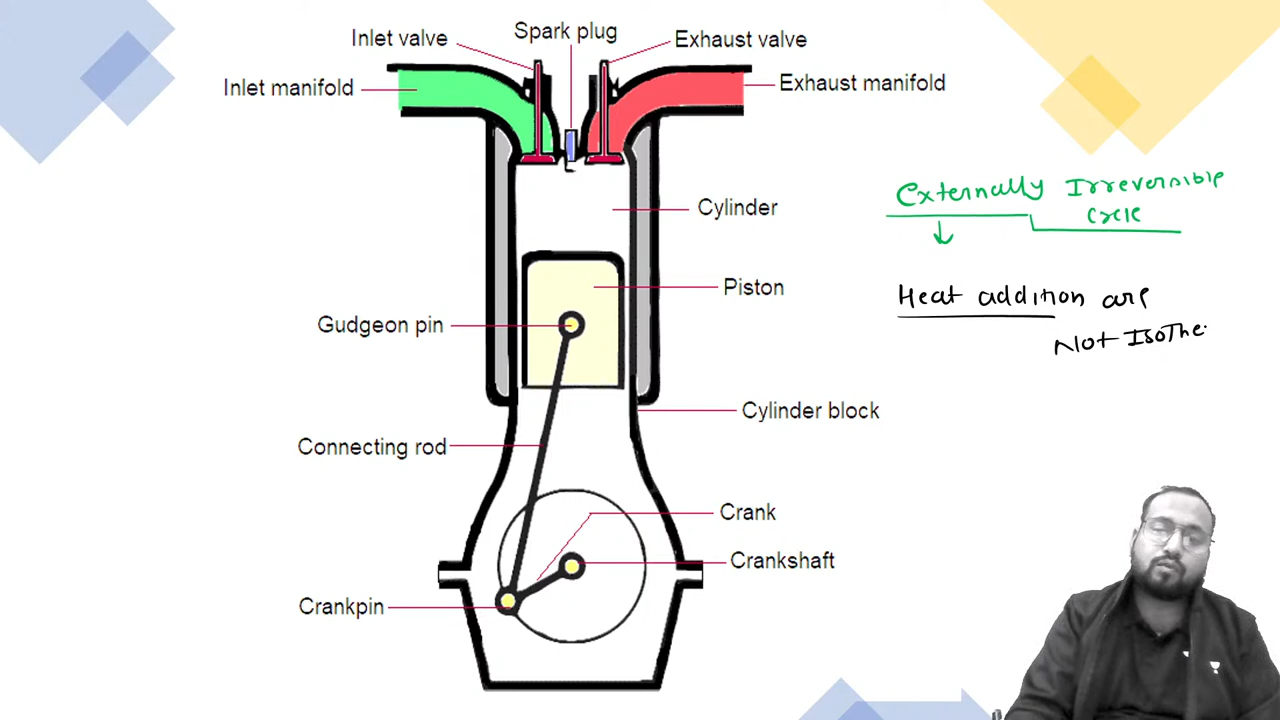 Inlet valve
Spark plug
Exhaust valve
Inlet manifold
Exhaust manifold
Externally Irreversible
cycle
Cylinder
Piston
Heat addition are
Gudgeon pin
Not IsoThe
Cylinder block
Connecting rod
Crank
Crankshaft
Crankpin